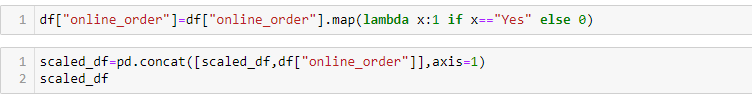 1 df["online_order"]=df["online_order"].map(lambda x:1 if x=="Yes" else 0)
1 scaled_df=pd.concat([scaled_df,df["online_order"]],axis=1)
2 scaled_df